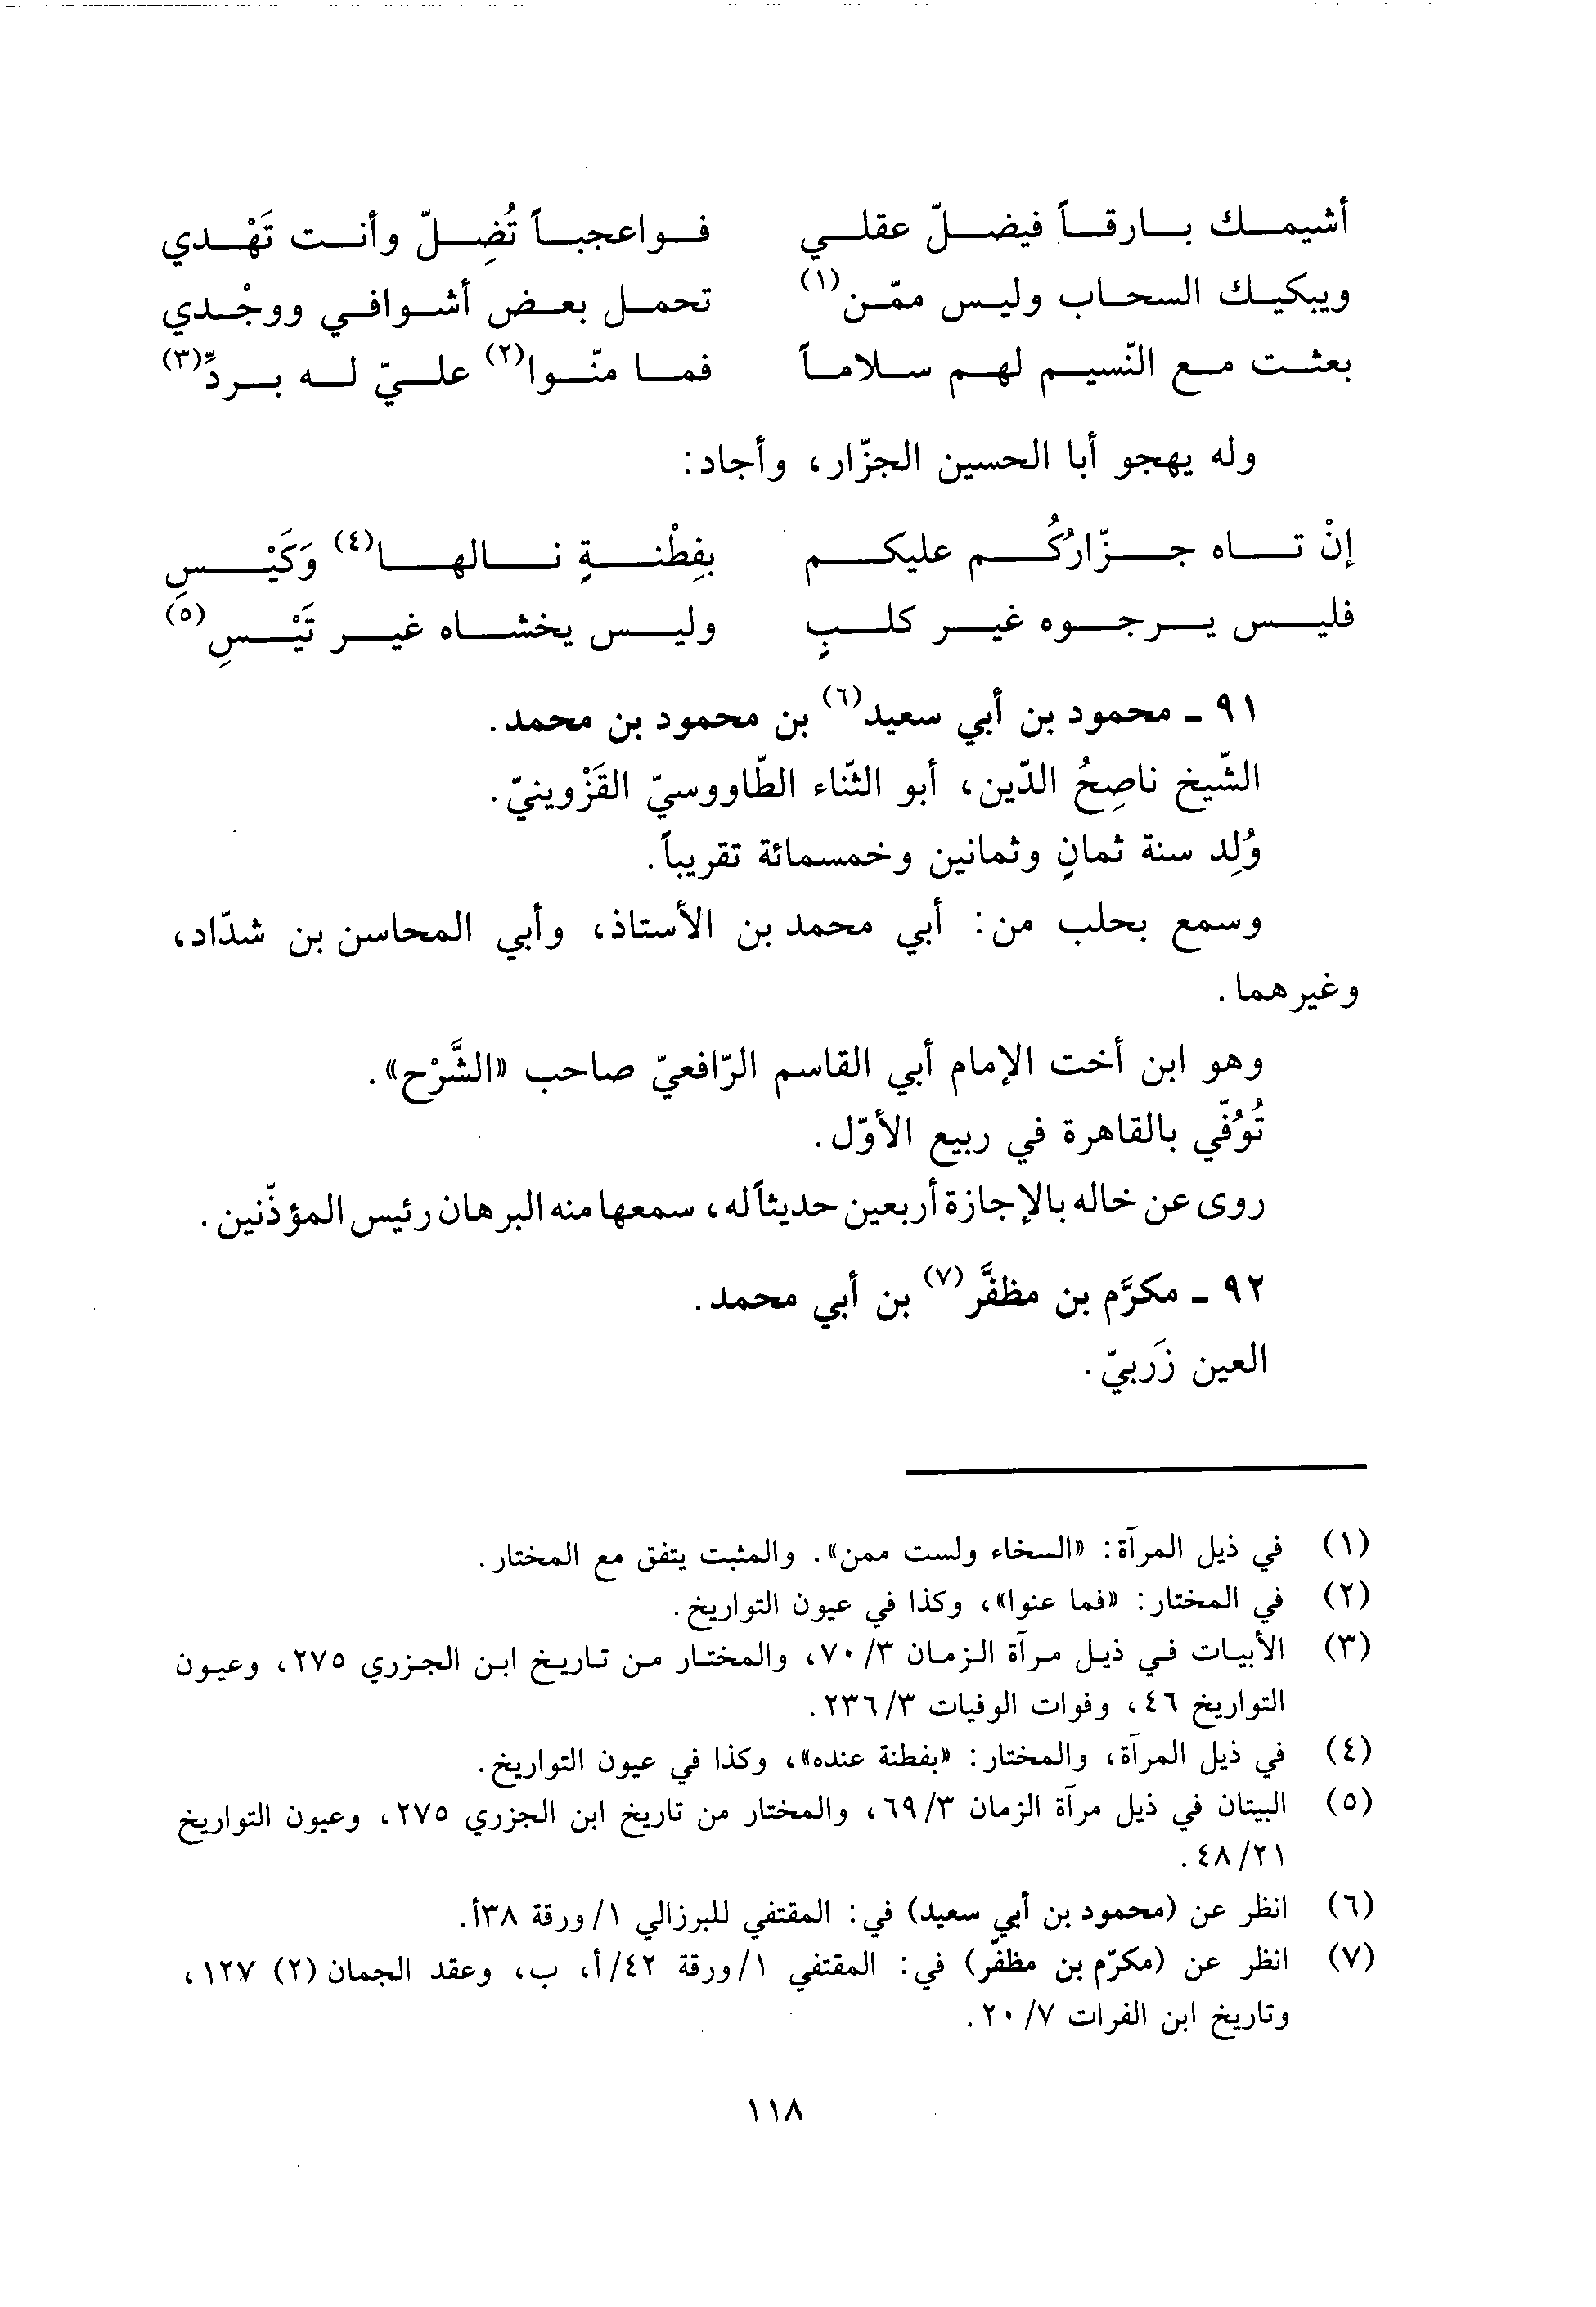 أشيمك بارقاً فيضلّ عقلي فواعجباً تُضِلّ وأنت تَهْدي
ويبكيك السحاب وليس ممّن(١) تحمل بعض أشوافي ووجْدي
بعثت مع النّسيم لهم سلاماً فما منّوا(٢) عليّ له بردِّ(٣)
وله يهجو أبا الحسين الجزّار، وأجاد:
إنْ تاه جزّارُكُم عليكم بفِطْنةٍ نالها(٤) وَكَيْسِ
فليس يرجوه غير كلبٍ وليس يخشاه غير تَيْسِ(٥)
٩١ - محمود بن أبي سعيد(٦) بن محمود بن محمد.
الشّيخ ناصِحُ الدّين، أبو الثّناء الطّاووسيّ القَزْوينيّ.
وُلِد سنة ثمانٍ وثمانين وخمسمائة تقريباً.
وسمع بحلب من: أبي محمد بن الأستاذ، وأبي المحاسن بن شدّاد،
وغيرهما.
وهو ابن أخت الإمام أبي القاسم الرّافعيّ صاحب «الشَّرْح».
تُوُفّي بالقاهرة في ربيع الأوّل.
روى عن خاله بالإجازة أربعين حديثاً له، سمعها منه البرهان رئيس المؤذّنين.
٩٢ - مكرَّم بن مظفَّر(٧) بن أبي محمد.
العين زَربيّ.
(١) في ذيل المرآة: «السخاء ولست ممن». والمثبت يتفق مع المختار.
(٢) في المختار: «فما عنوا»، وكذا في عيون التواريخ.
(٣) الأبيات في ذيل مرآة الزمان ٣/ ٧٠، والمختار من تاريخ ابن الجزري ٢٧٥، وعيون
التواريخ ٤٦، وفوات الوفيات ٣/ ٢٣٦.
(٤) في ذيل المرآة، والمختار: «بفطنة عنده»، وكذا في عيون التواريخ.
(٥) البيتان في ذيل مرآة الزمان ٣/ ٦٩، والمختار من تاريخ ابن الجزري ٢٧٥، وعيون التواريخ
٢١/ ٤٨.
(٦) انظر عن (محمود بن أبي سعيد) في: المقتفي للبرزالي ١/ ورقة ٣٨أ.
(٧) انظر عن (مكرّم بن مظفّر) في: المقتفي ١/ ورقة ٤٢/ أ، ب، وعقد الجمان (٢) ١٢٧،
وتاريخ ابن الفرات ٧/ ٢٠.
١١٨